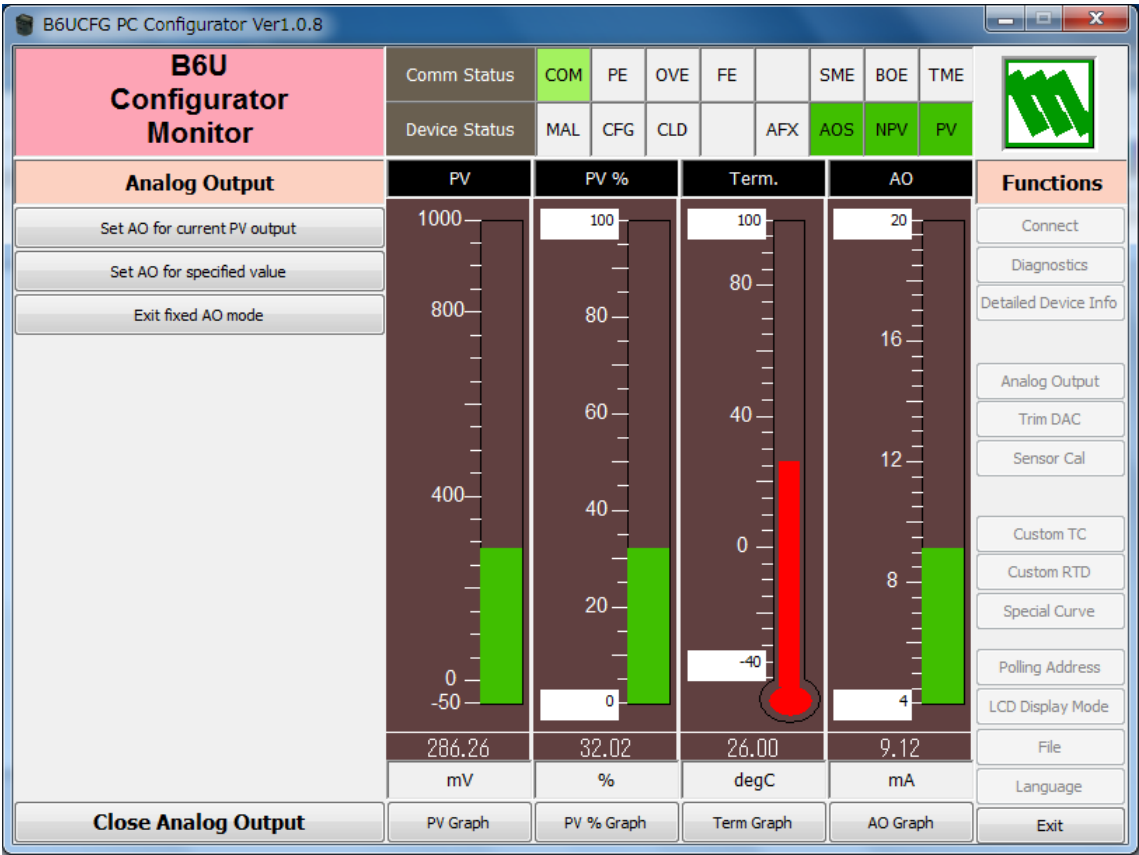 B6UCFG PC Configurator Ver1.0.8
B6U
Configurator
Monitor
Comm Status COM PE OVE FE SME BOE TME
Device Status MAL CFG CLD AFX AOS NPV PV
Analog Output
Set AO for current PV output
Set AO for specified value
Exit fixed AO mode
Close Analog Output
PV
1000
800
400
0
-50
286.26
mV
PV Graph
PV %
100
80
60
40
20
0
32.02
%
PV % Graph
Term.
100
80
40
0
-40
26.00
degC
Term Graph
AO
20
16
12
8
4
9.12
mA
AO Graph
Functions
Connect
Diagnostics
Detailed Device Info
Analog Output
Trim DAC
Sensor Cal
Custom TC
Custom RTD
Special Curve
Polling Address
LCD Display Mode
File
Language
Exit